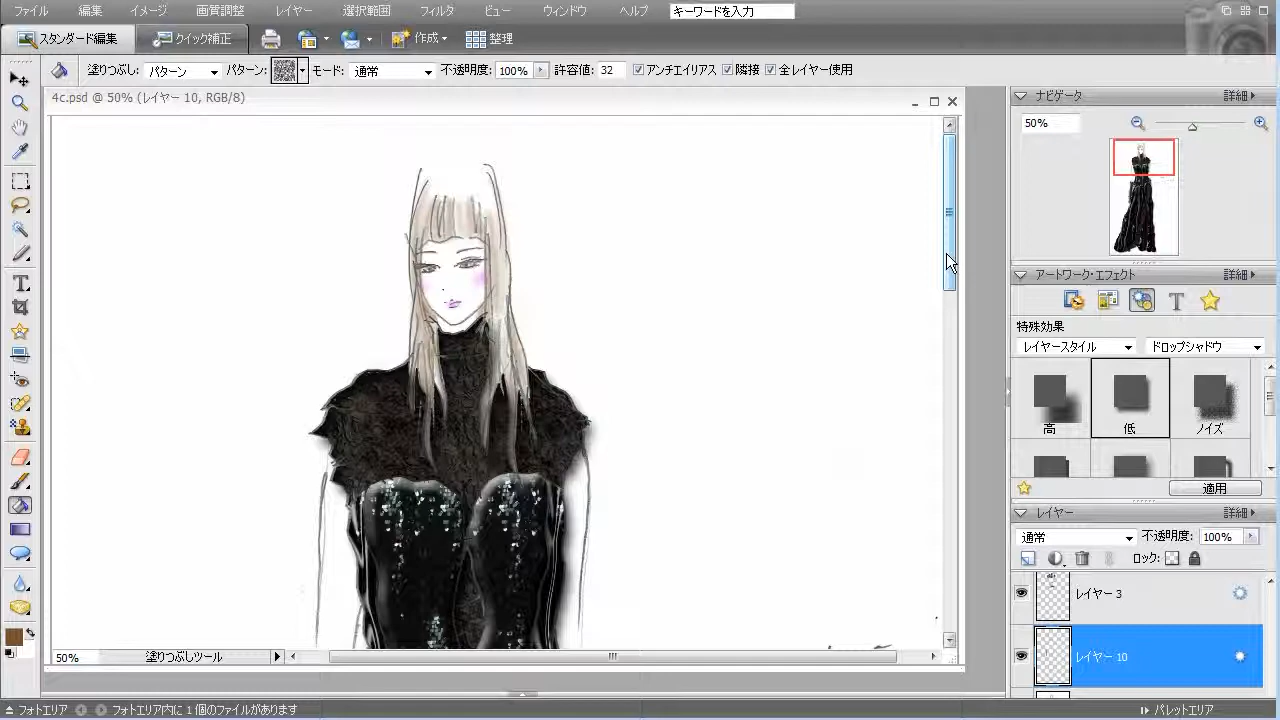 ファイル 編集 イメージ 画質調整 レイヤー 選択範囲 フィルタ ビュー ウィンドウ ヘルプ キーワードを入力
スタンダード編集 クイック補正 作成 整理
塗りつぶし: パターン パターン: モード: 通常 不透明度: 100% 許容値: 32 アンチエイリアス 隣接 全レイヤー使用
4c.psd @ 50% (レイヤー 10, RGB/8)
ナビゲータ 詳細
50%
アートワーク・エフェクト 詳細
特殊効果
レイヤースタイル ドロップシャドウ
高 低 ノイズ
適用
レイヤー 詳細
通常 不透明度: 100%
ロック:
レイヤー 3
レイヤー 10
50% 塗りつぶしツール
フォトエリア フォトエリア内に 1 個のファイルがあります パレットエリア